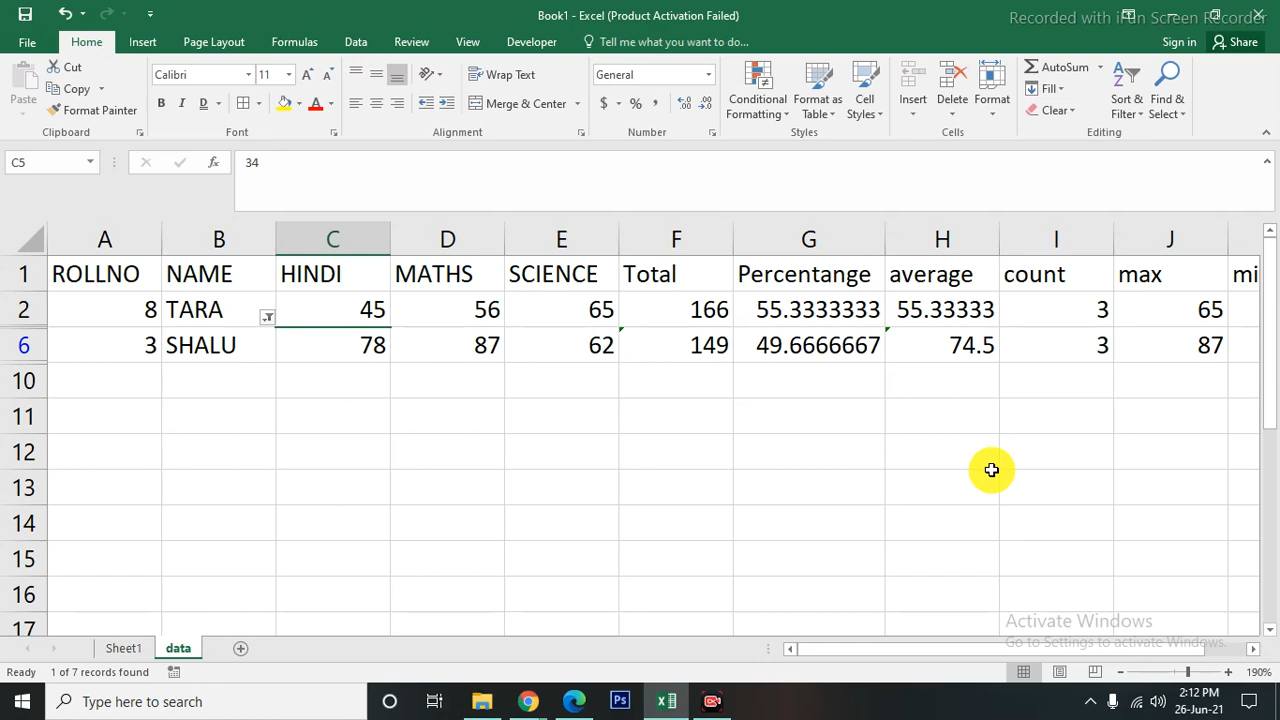 Book1 - Excel (Product Activation Failed)
Recorded with iFun Screen Recorder
File Home Insert Page Layout Formulas Data Review View Developer Tell me what you want to do... Sign in Share
Paste Cut Copy Format Painter
Calibri 11
B I D A A
Wrap Text
Merge & Center
General
$ % ,
Conditional Formatting Format as Table Cell Styles
Insert Delete Format
AutoSum Fill Clear
Sort & Filter Find & Select
Clipboard Font Alignment Number Styles Cells Editing
C5 fx 34
A B C D E F G H I J
1 ROLLNO NAME HINDI MATHS SCIENCE Total Percentange average count max mi
2 8 TARA 45 56 65 166 55.3333333 55.33333 3 65
6 3 SHALU 78 87 62 149 49.6666667 74.5 3 87
10
11
12
13
14
15
16
17
Activate Windows
Go to Settings to activate Windows.
Sheet1 data
Ready 1 of 7 records found 190%
Type here to search
Ps
2:12 PM
26-Jun-21